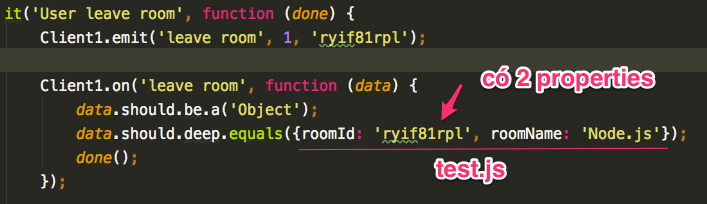 it('User leave room', function (done) {
Client1.emit('leave room', 1, 'ryif81rpl');
Client1.on('leave room', function (data) {
có 2 properties
data.should.be.a('Object');
data.should.deep.equals({roomId: 'ryif81rpl', roomName: 'Node.js'});
done();
test.js
});